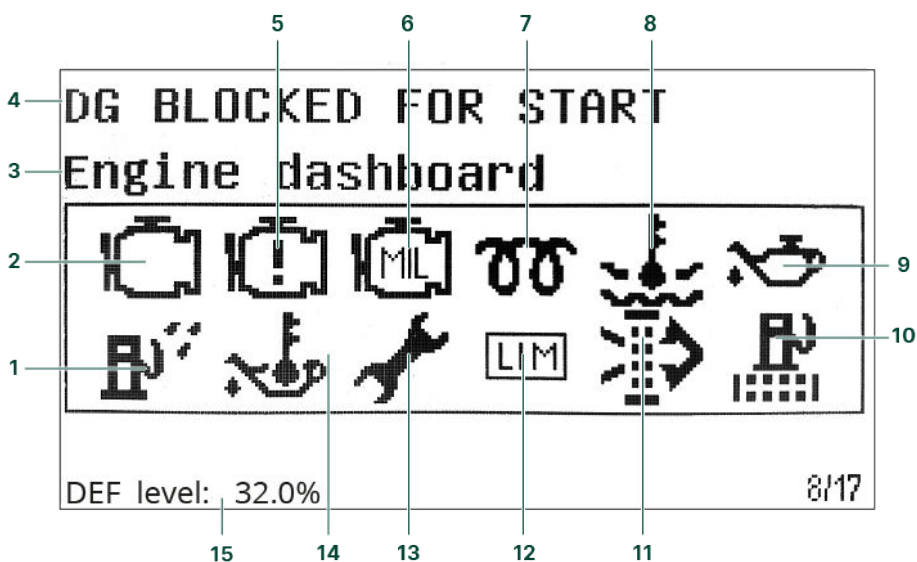 5 6 7 8
4 DG BLOCKED FOR START
3 Engine dashboard
2 MIL 9
1 LIM 10
DEF level: 32.0% 8/17
15 14 13 12 11